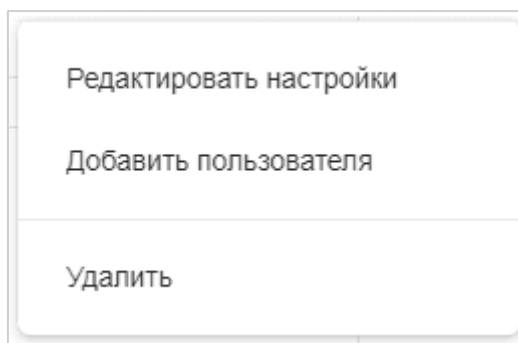 Редактировать настройки
Добавить пользователя
Удалить